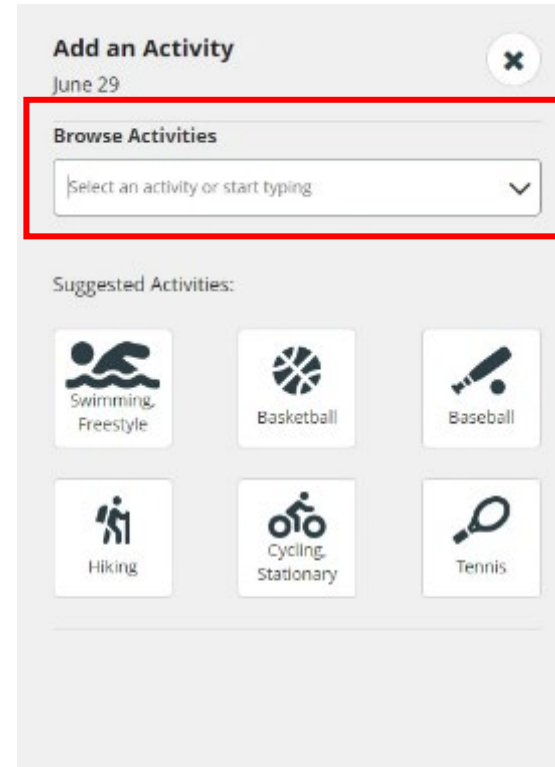 Add an Activity
June 29
Browse Activities
Select an activity or start typing
Suggested Activities:
Swimming,
Freestyle
Basketball
Baseball
Hiking
Cycling,
Stationary
Tennis